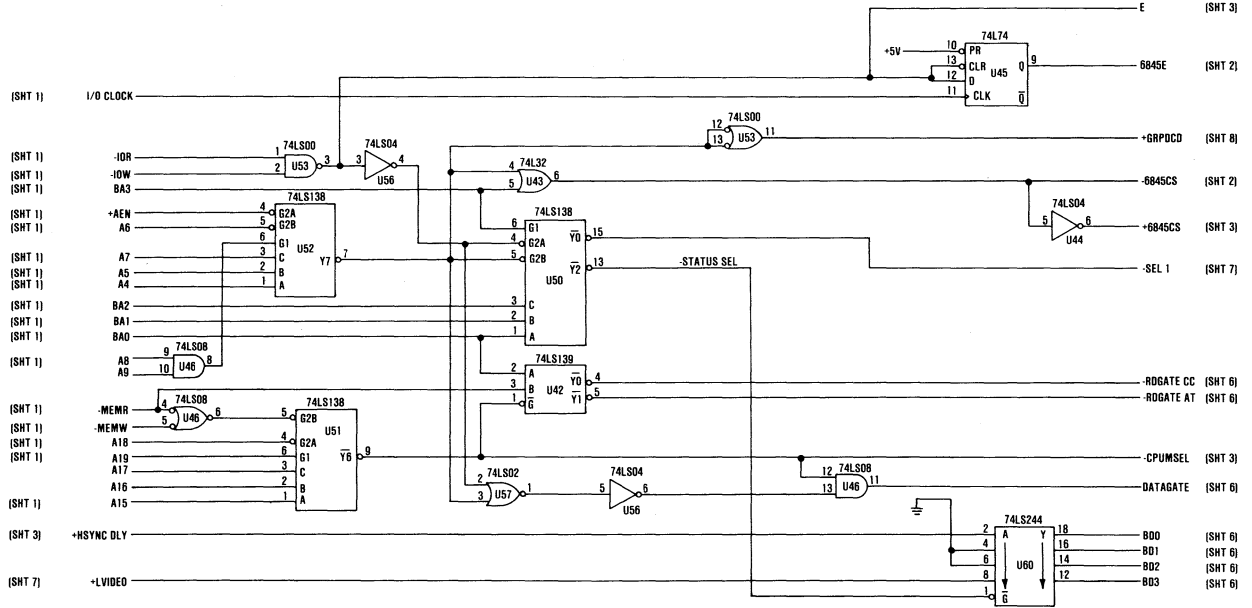 E (SHT 3)
74L74
+5V 10 PR
13 CLR Q 9 6845E (SHT 2)
12 D U45
(SHT 1) I/O CLOCK 11 CLK Q
74LS00
12 13 U53 11 +GRPDCD (SHT 8)
74LS00 74LS04
(SHT 1) -IOR 1 U53 3 3 4 U56
(SHT 1) -IOW 2
74L32
4 5 U43 6 -6845CS (SHT 2)
(SHT 1) BA3
74LS04
5 6 U44 +6845CS (SHT 3)
74LS138
(SHT 1) +AEN 4 G2A
(SHT 1) A6 5 G2B
6 G1 U52
(SHT 1) A7 3 C Y7 7
(SHT 1) A5 2 B
(SHT 1) A4 1 A
74LS138
6 G1 Y0 15 -SEL 1 (SHT 7)
4 G2A
5 G2B Y2 13 -STATUS SEL
U50
(SHT 1) BA2 3 C
(SHT 1) BA1 2 B
(SHT 1) BA0 1 A
74LS08
(SHT 1) A8 9 U46 8
A9 10
74LS139
2 A Y0 4 -RDGATE CC (SHT 6)
3 B U42 Y1 5 -RDGATE AT (SHT 6)
1 G
74LS08
(SHT 1) -MEMR 4 U46 6
(SHT 1) -MEMW 5
74LS138
5 G2B U51
(SHT 1) A18 4 G2A
(SHT 1) A19 6 G1 Y6 9 -CPUMSEL (SHT 3)
A17 3 C
A16 2 B
(SHT 1) A15 1 A
74LS02 74LS04 74LS08
2 3 U57 1 5 6 U56 12 13 U46 11 DATAGATE (SHT 6)
74LS244
(SHT 3) +HSYNC DLY 2 A Y 18 BD0 (SHT 6)
4 16 BD1 (SHT 6)
6 U60 14 BD2 (SHT 6)
(SHT 7) +LVIDEO 8 12 BD3 (SHT 6)
1 G